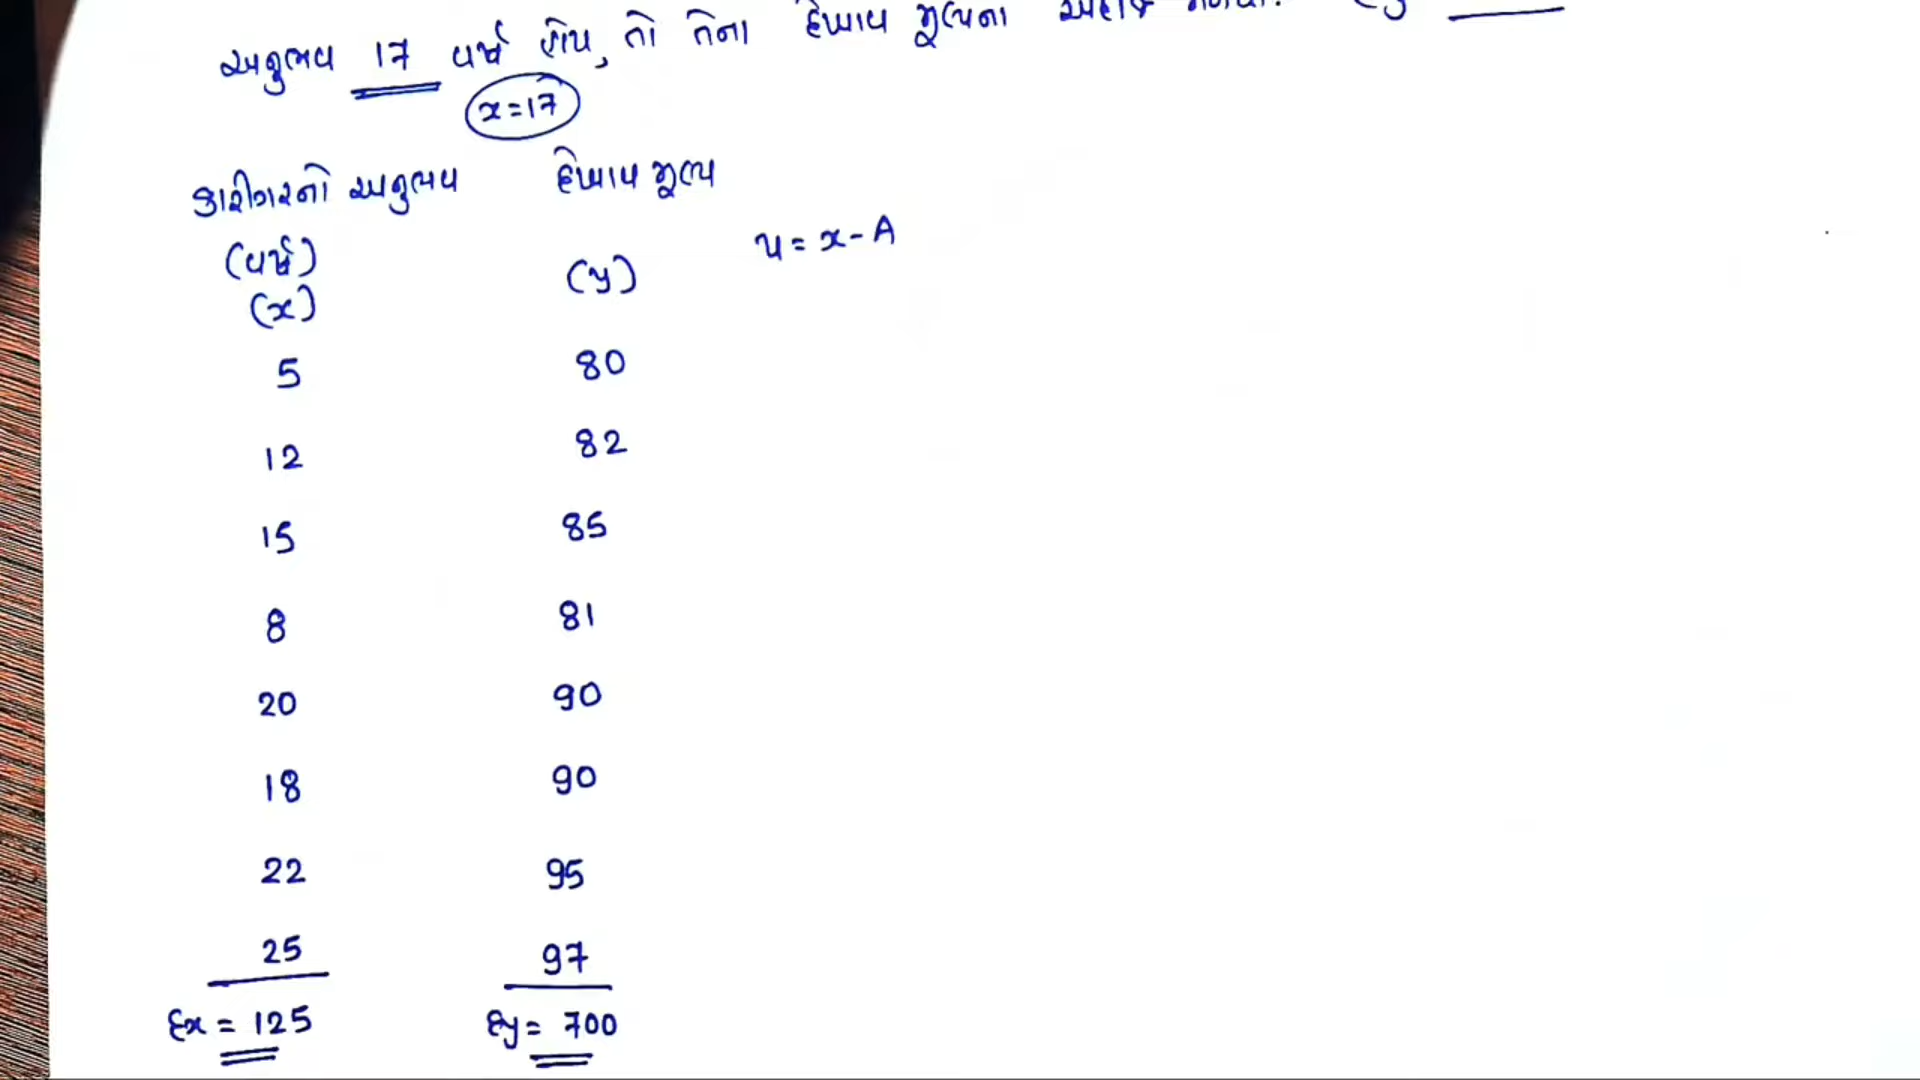 અનુભવ 17 વર્ષ હોય, તો તેના દેખાવ મૂલ્યના
x=17
કારીગરનો અનુભવ દેખાવ મૂલ્ય
(વર્ષ) (y) u = x - A
(x)
5 80
12 82
15 85
8 81
20 90
18 90
22 95
25 97
Σx = 125 Σy = 700